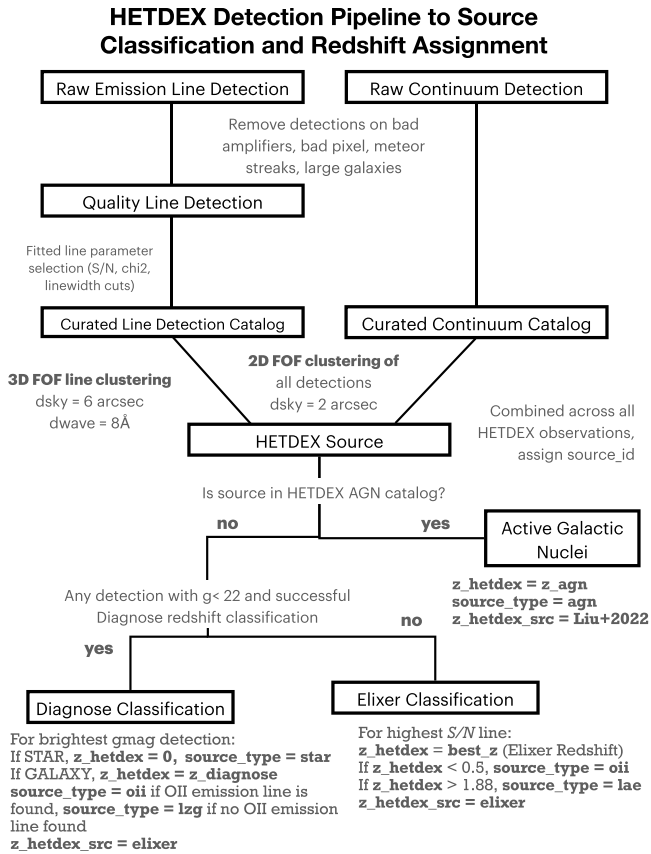 HETDEX Detection Pipeline to Source
Classification and Redshift Assignment
Raw Emission Line Detection
Raw Continuum Detection
Remove detections on bad
amplifiers, bad pixel, meteor
streaks, large galaxies
Quality Line Detection
Fitted line parameter
selection (S/N, chi2,
linewidth cuts)
Curated Line Detection Catalog
Curated Continuum Catalog
3D FOF line clustering
dsky = 6 arcsec
dwave = 8Å
2D FOF clustering of
all detections
dsky = 2 arcsec
Combined across all
HETDEX observations,
assign source_id
HETDEX Source
Is source in HETDEX AGN catalog?
no
yes
Active Galactic
Nuclei
z_hetdex = z_agn
source_type = agn
z_hetdex_src = Liu+2022
Any detection with g< 22 and successful
Diagnose redshift classification
yes
no
Diagnose Classification
Elixer Classification
For brightest gmag detection:
If STAR, z_hetdex = 0, source_type = star
If GALAXY, z_hetdex = z_diagnose
source_type = oii if OII emission line is
found, source_type = lzg if no OII emission
line found
z_hetdex_src = elixer
For highest S/N line:
z_hetdex = best_z (Elixer Redshift)
If z_hetdex < 0.5, source_type = oii
If z_hetdex > 1.88, source_type = lae
z_hetdex_src = elixer